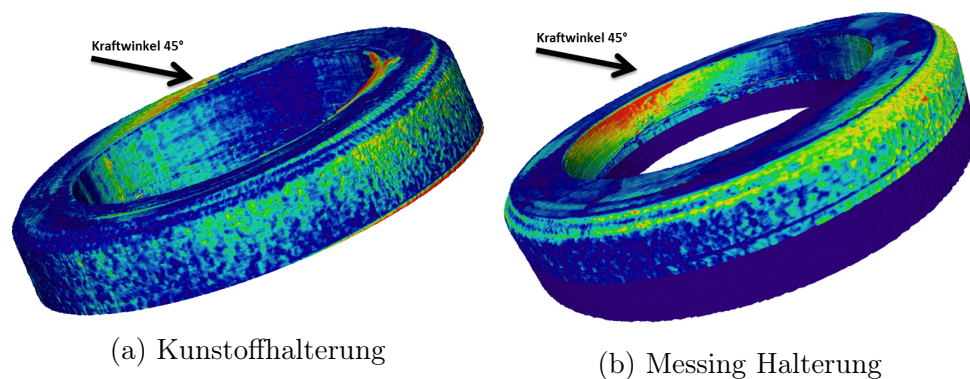 Kraftwinkel 45°
Kraftwinkel 45°
(a) Kunstoffhalterung
(b) Messing Halterung